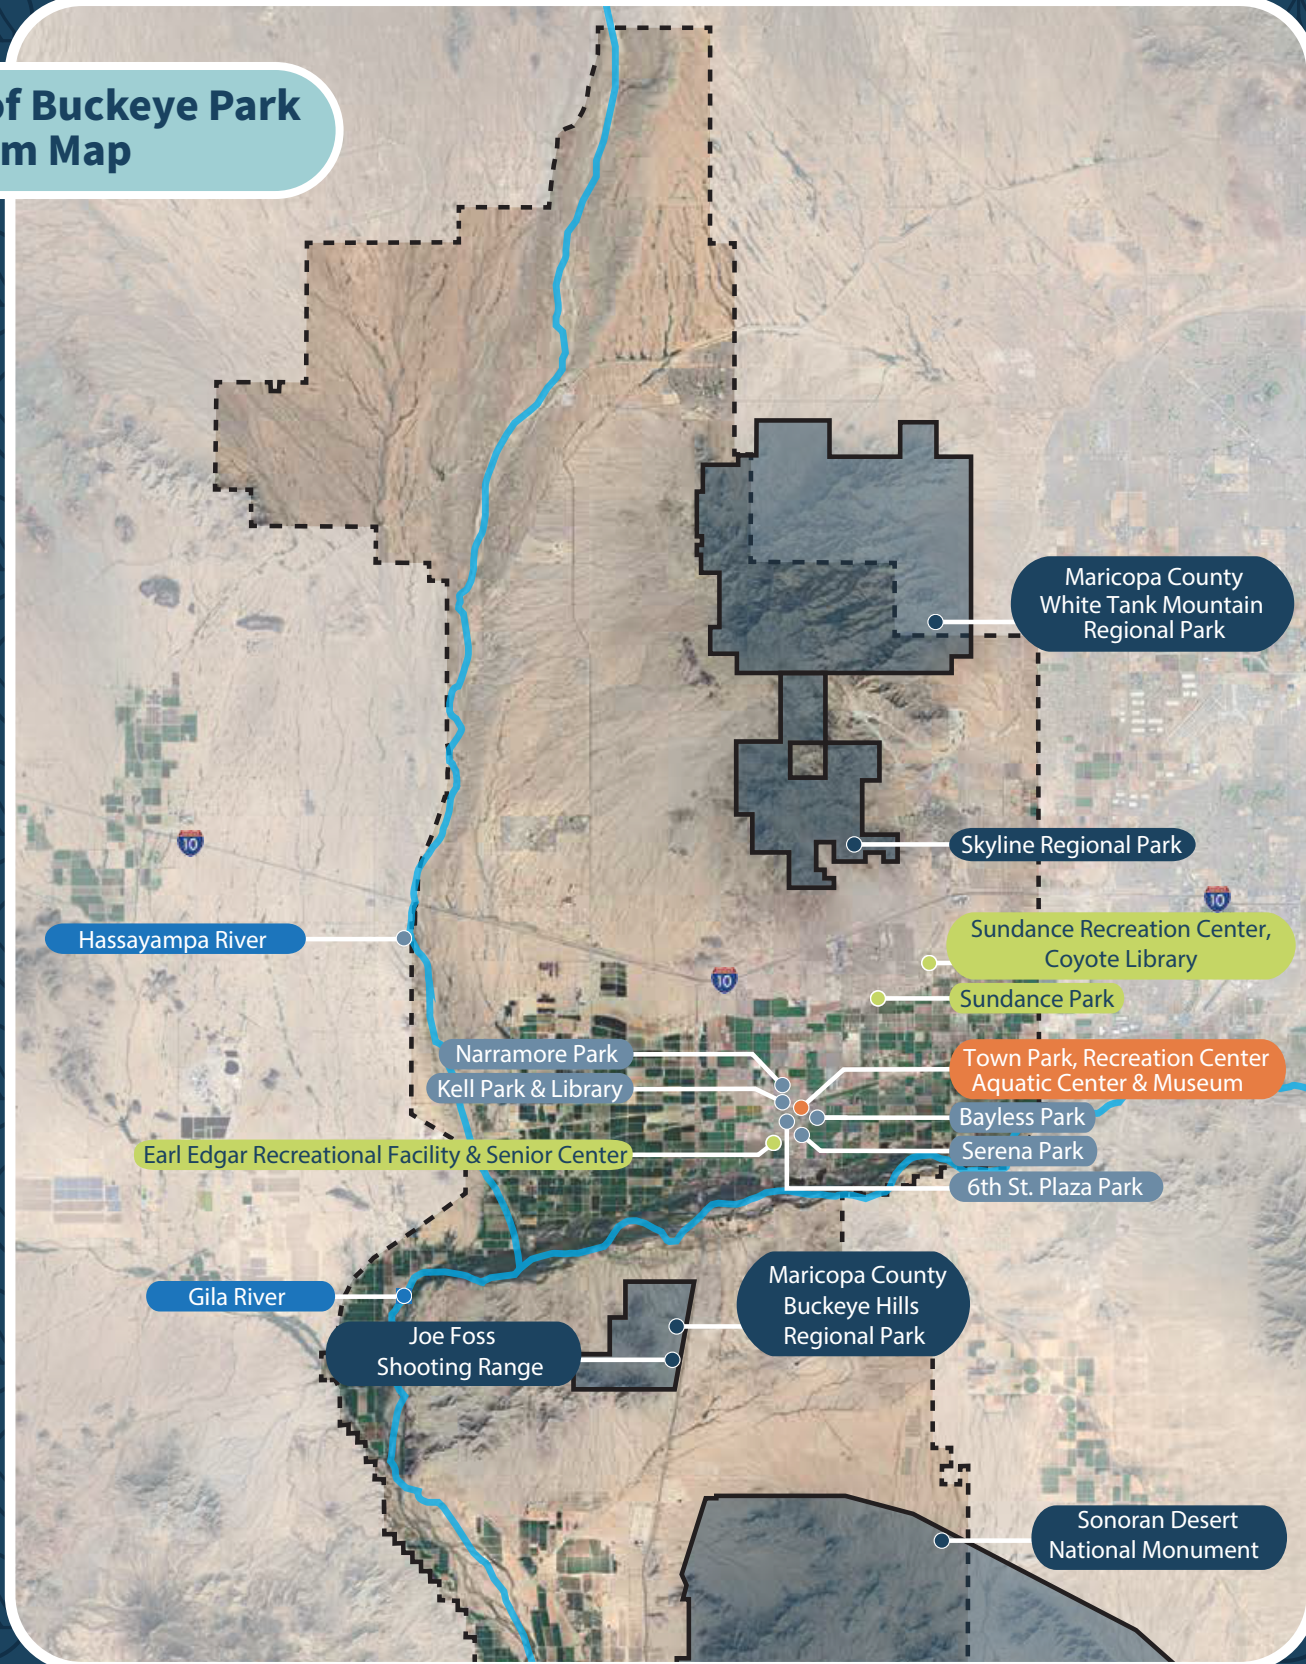 of Buckeye Park
m Map
Maricopa County
White Tank Mountain
Regional Park
10
Skyline Regional Park
10
Hassayampa River
Sundance Recreation Center,
Coyote Library
10
Sundance Park
Narramore Park
Town Park, Recreation Center
Aquatic Center & Museum
Kell Park & Library
Bayless Park
Earl Edgar Recreational Facility & Senior Center
Serena Park
6th St. Plaza Park
Gila River
Maricopa County
Buckeye Hills
Regional Park
Joe Foss
Shooting Range
Sonoran Desert
National Monument